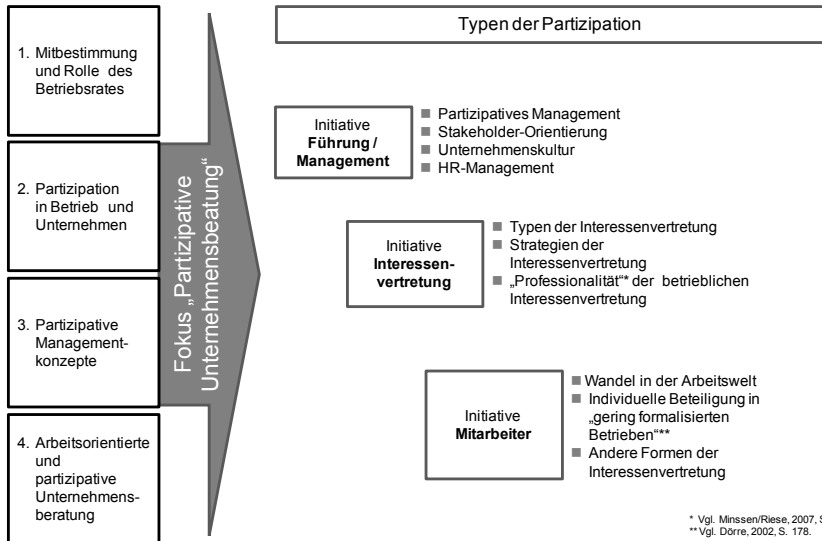 Typen der Partizipation
1. Mitbestimmung
und Rolle des
Betriebsrates
2. Partizipation
in Betrieb und
Unternehmen
3. Partizipative
Management-
konzepte
4. Arbeitsorientierte
und
partizipative
Unternehmens-
beratung
Fokus „Partizipative
Unternehmensbeatung“
Initiative
Führung /
Management
■ Partizipatives Management
■ Stakeholder-Orientierung
■ Unternehmenskultur
■ HR-Management
Initiative
Interessen-
vertretung
■ Typen der Interessenvertretung
■ Strategien der
Interessenvertretung
■ „Professionalität“* der betrieblichen
Interessenvertretung
Initiative
Mitarbeiter
■ Wandel in der Arbeitswelt
■ Individuelle Beteiligung in
„gering formalisierten
Betrieben“**
■ Andere Formen der
Interessenvertretung
* Vgl. Minssen/Riese, 2007, S
** Vgl. Dörre, 2002, S. 178.